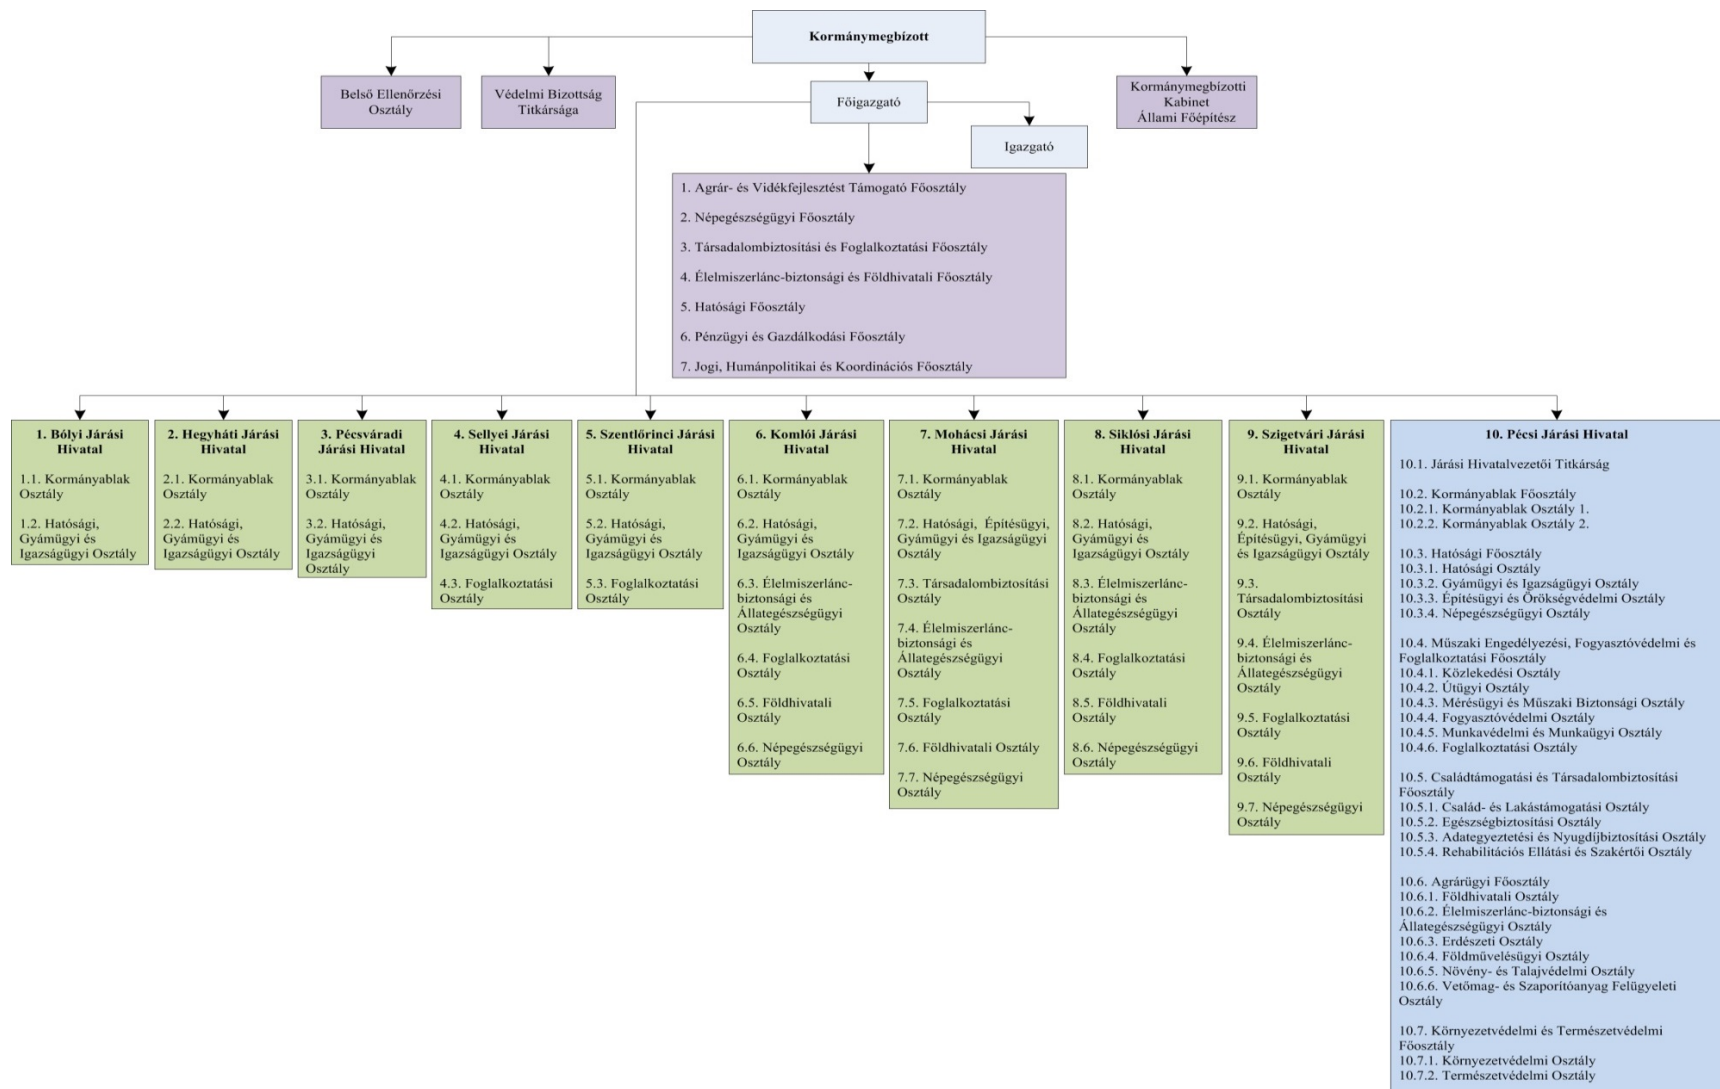 Kormánymegbízott
Belső Ellenőrzési
Osztály
Védelmi Bizottság
Titkársága
Főigazgató
Kormánymegbízotti
Kabinet
Állami Főépítész
Igazgató
1. Agrár- és Vidékfejlesztést Támogató Főosztály
2. Népegészségügyi Főosztály
3. Társadalombiztosítási és Foglalkoztatási Főosztály
4. Élelmiszerlánc-biztonsági és Földhivatali Főosztály
5. Hatósági Főosztály
6. Pénzügyi és Gazdálkodási Főosztály
7. Jogi, Humánpolitikai és Koordinációs Főosztály
1. Bólyi Járási
Hivatal
1.1. Kormányablak
Osztály
1.2. Hatósági,
Gyámügyi és
Igazságügyi Osztály
2. Hegyháti Járási
Hivatal
2.1. Kormányablak
Osztály
2.2. Hatósági,
Gyámügyi és
Igazságügyi Osztály
3. Pécsváradi
Járási Hivatal
3.1. Kormányablak
Osztály
3.2. Hatósági,
Gyámügyi és
Igazságügyi
Osztály
4. Sellyei Járási
Hivatal
4.1. Kormányablak
Osztály
4.2. Hatósági,
Gyámügyi és
Igazságügyi Osztály
4.3. Foglalkoztatási
Osztály
5. Szentlőrinci Járási
Hivatal
5.1. Kormányablak
Osztály
5.2. Hatósági,
Gyámügyi és
Igazságügyi Osztály
5.3. Foglalkoztatási
Osztály
6. Komlói Járási
Hivatal
6.1. Kormányablak
Osztály
6.2. Hatósági,
Gyámügyi és
Igazságügyi Osztály
6.3. Élelmiszerlánc-
biztonsági és
Állategészségügyi
Osztály
6.4. Foglalkoztatási
Osztály
6.5. Földhivatali
Osztály
6.6. Népegészségügyi
Osztály
7. Mohácsi Járási
Hivatal
7.1. Kormányablak
Osztály
7.2. Hatósági, Építésügyi,
Gyámügyi és Igazságügyi
Osztály
7.3. Társadalombiztosítási
Osztály
7.4. Élelmiszerlánc-
biztonsági és
Állategészségügyi
Osztály
7.5. Foglalkoztatási
Osztály
7.6. Földhivatali Osztály
7.7. Népegészségügyi
Osztály
8. Siklósi Járási
Hivatal
8.1. Kormányablak
Osztály
8.2. Hatósági,
Gyámügyi és
Igazságügyi Osztály
8.3. Élelmiszerlánc-
biztonsági és
Állategészségügyi
Osztály
8.4. Foglalkoztatási
Osztály
8.5. Földhivatali
Osztály
8.6. Népegészségügyi
Osztály
9. Szigetvári Járási
Hivatal
9.1. Kormányablak
Osztály
9.2. Hatósági,
Építésügyi, Gyámügyi
és Igazságügyi Osztály
9.3.
Társadalombiztosítási
Osztály
9.4. Élelmiszerlánc-
biztonsági és
Állategészségügyi
Osztály
9.5. Foglalkoztatási
Osztály
9.6. Földhivatali
Osztály
9.7. Népegészségügyi
Osztály
10. Pécsi Járási Hivatal
10.1. Járási Hivatalvezetői Titkárság
10.2. Kormányablak Főosztály
10.2.1. Kormányablak Osztály 1.
10.2.2. Kormányablak Osztály 2.
10.3. Hatósági Főosztály
10.3.1. Hatósági Osztály
10.3.2. Gyámügyi és Igazságügyi Osztály
10.3.3. Építésügyi és Örökségvédelmi Osztály
10.3.4. Népegészségügyi Osztály
10.4. Műszaki Engedélyezési, Fogyasztóvédelmi és
Foglalkoztatási Főosztály
10.4.1. Közlekedési Osztály
10.4.2. Útügyi Osztály
10.4.3. Mérésügyi és Műszaki Biztonsági Osztály
10.4.4. Fogyasztóvédelmi Osztály
10.4.5. Munkavédelmi és Munkaügyi Osztály
10.4.6. Foglalkoztatási Osztály
10.5. Családtámogatási és Társadalombiztosítási
Főosztály
10.5.1. Család- és Lakástámogatási Osztály
10.5.2. Egészségbiztosítási Osztály
10.5.3. Adategyeztetési és Nyugdíjbiztosítási Osztály
10.5.4. Rehabilitációs Ellátási és Szakértői Osztály
10.6. Agrárügyi Főosztály
10.6.1. Földhivatali Osztály
10.6.2. Élelmiszerlánc-biztonsági és
Állategészségügyi Osztály
10.6.3. Erdészeti Osztály
10.6.4. Földművelésügyi Osztály
10.6.5. Növény- és Talajvédelmi Osztály
10.6.6. Vetőmag- és Szaporítóanyag Felügyeleti
Osztály
10.7. Környezetvédelmi és Természetvédelmi
Főosztály
10.7.1. Környezetvédelmi Osztály
10.7.2. Természetvédelmi Osztály